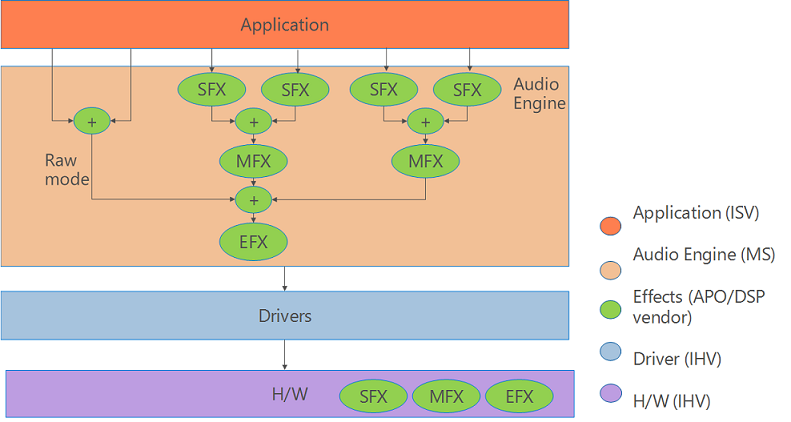 Application
SFX SFX SFX SFX
Audio
Engine
+ + +
Raw
mode
MFX MFX
+
EFX
Drivers
H/W SFX MFX EFX
Application (ISV)
Audio Engine (MS)
Effects (APO/DSP
vendor)
Driver (IHV)
H/W (IHV)